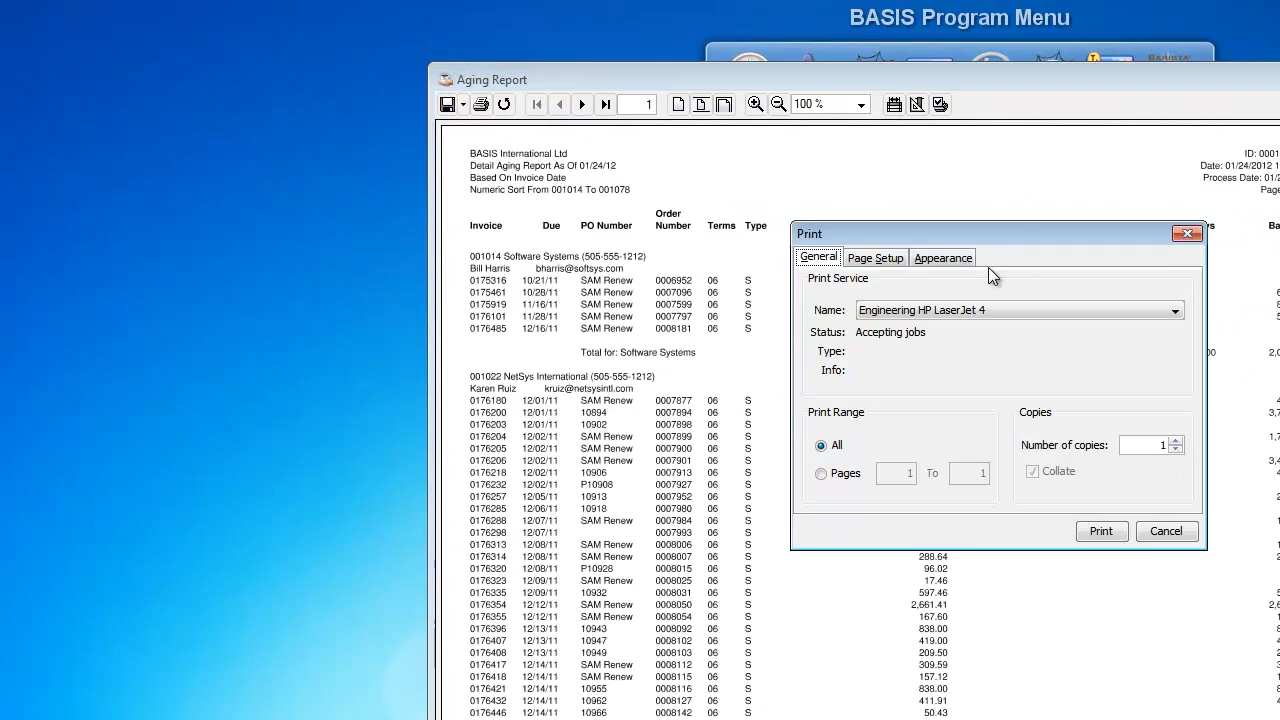 BASIS Program Menu
Aging Report
1
100 %
BASIS International Ltd
Detail Aging Report As Of 01/24/12
Based On Invoice Date
Numeric Sort From 001014 To 001078
ID: 0001
Date: 01/24/2012 1
Process Date: 01/2
Page
Invoice Due PO Number Order Number Terms Type
001014 Software Systems (505-555-1212)
Bill Harris bharris@softsys.com
0175316 10/21/11 SAM Renew 0006952 06 S
0175461 10/28/11 SAM Renew 0007096 06 S
0175919 11/16/11 SAM Renew 0007599 06 S
0176101 11/28/11 SAM Renew 0007797 06 S
0176485 12/16/11 SAM Renew 0008181 06 S
Total for: Software Systems
001022 NetSys International (505-555-1212)
Karen Ruiz kruiz@netsysintl.com
0176180 12/01/11 SAM Renew 0007877 06 S
0176200 12/01/11 10894 0007894 06 S
0176203 12/01/11 10902 0007898 06 S
0176204 12/02/11 SAM Renew 0007899 06 S
0176205 12/02/11 SAM Renew 0007900 06 S
0176206 12/02/11 SAM Renew 0007901 06 S
0176218 12/02/11 10906 0007913 06 S
0176232 12/02/11 P10908 0007927 06 S
0176257 12/05/11 10913 0007952 06 S
0176285 12/06/11 10918 0007980 06 S
0176288 12/07/11 SAM Renew 0007984 06 S
0176298 12/07/11 0007993 06 S
0176313 12/08/11 SAM Renew 0008006 06 S
0176314 12/08/11 SAM Renew 0008007 06 S 288.64
0176320 12/08/11 P10928 0008015 06 S 96.02
0176323 12/09/11 SAM Renew 0008025 06 S 17.46
0176335 12/09/11 10932 0008031 06 S 597.46
0176354 12/12/11 SAM Renew 0008050 06 S 2,661.41
0176355 12/12/11 SAM Renew 0008054 06 S 167.60
0176396 12/13/11 10943 0008092 06 S 838.00
0176407 12/13/11 10947 0008102 06 S 419.00
0176408 12/13/11 10949 0008103 06 S 209.50
0176417 12/14/11 SAM Renew 0008112 06 S 309.59
0176418 12/14/11 SAM Renew 0008115 06 S 157.12
0176421 12/14/11 10955 0008116 06 S 838.00
0176432 12/14/11 10962 0008127 06 S 411.91
0176446 12/14/11 10966 0008142 06 S 50.43
Print
General Page Setup Appearance
Print Service
Name: Engineering HP LaserJet 4
Status: Accepting jobs
Type:
Info:
Print Range
All
Pages 1 To 1
Copies
Number of copies: 1
Collate
Print Cancel